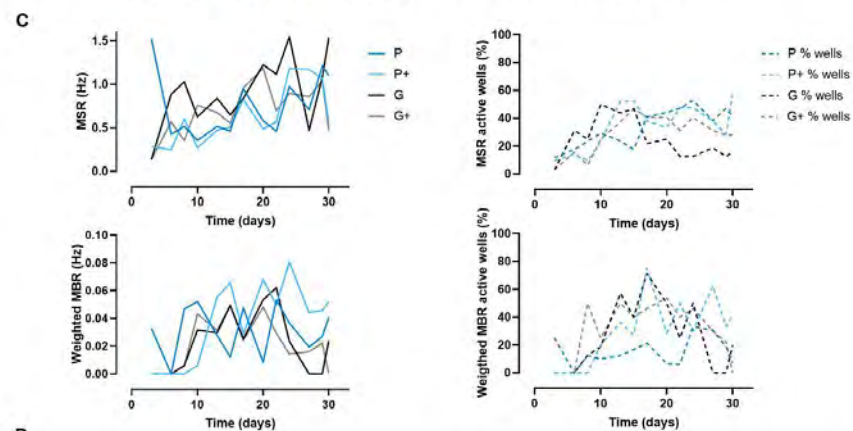 C
MSR (Hz)
1.5
1.0
0.5
0.0
0 10 20 30
Time (days)
P
P+
G
G+
MSR active wells (%)
100
80
60
40
20
0
0 10 20 30
Time (days)
P % wells
P+ % wells
G % wells
G+ % wells
Weighted MBR (Hz)
0.10
0.08
0.06
0.04
0.02
0.00
0 10 20 30
Time (days)
Weigthed MBR active wells (%)
100
80
60
40
20
0
0 10 20 30
Time (days)